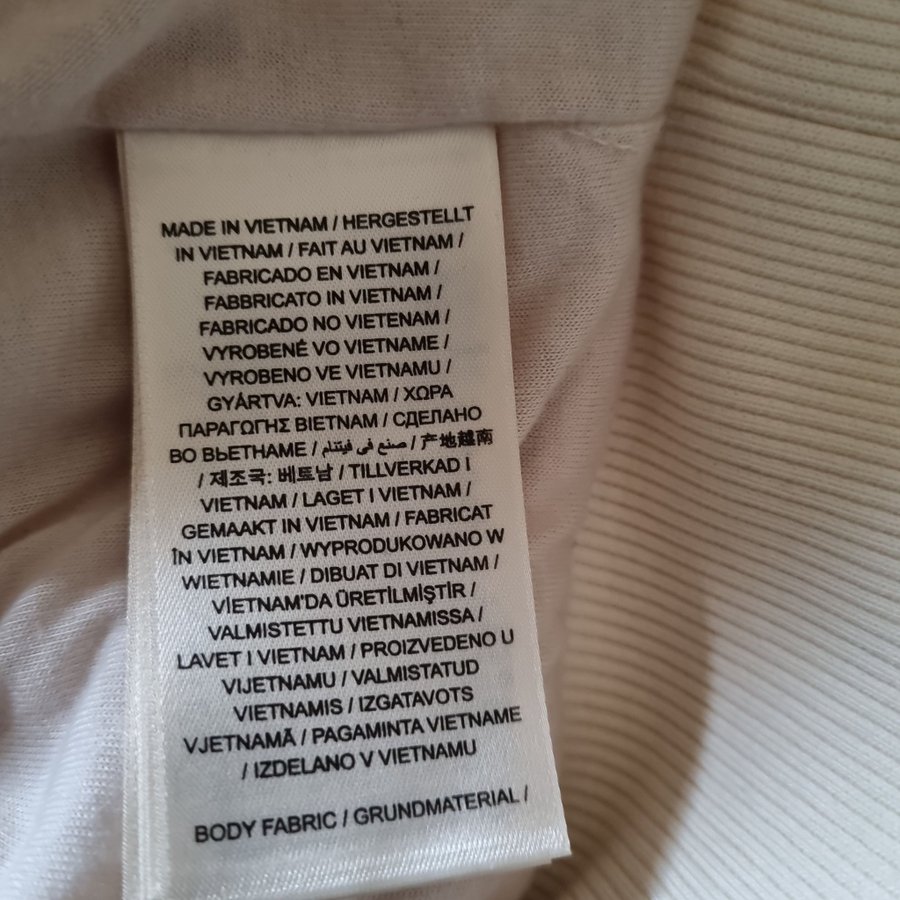 MADE IN VIETNAM / HERGESTELLT
IN VIETNAM / FAIT AU VIETNAM /
FABRICADO EN VIETNAM /
FABBRICATO IN VIETNAM /
FABRICADO NO VIETENAM /
VYROBENÉ VO VIETNAME /
VYROBENO VE VIETNAMU /
GYÁRTVA: VIETNAM / ΧΩΡΑ
ΠΑΡΑΓΩΓΗΣ ΒΙΕΤΝΑΜ / СДЕЛАНО
ВО ВЬЕТНАМЕ / صنع في فيتنام / 产地越南
/ 제조국: 베트남 / TILLVERKAD I
VIETNAM / LAGET I VIETNAM /
GEMAAKT IN VIETNAM / FABRICAT
ÎN VIETNAM / WYPRODUKOWANO W
WIETNAMIE / DIBUAT DI VIETNAM /
VİETNAM'DA ÜRETİLMİŞTİR /
VALMISTETTU VIETNAMISSA /
LAVET I VIETNAM / PROIZVEDENO U
VIJETNAMU / VALMISTATUD
VIETNAMIS / IZGATAVOTS
VJETNAMĀ / PAGAMINTA VIETNAME
/ IZDELANO V VIETNAMU
BODY FABRIC / GRUNDMATERIAL /